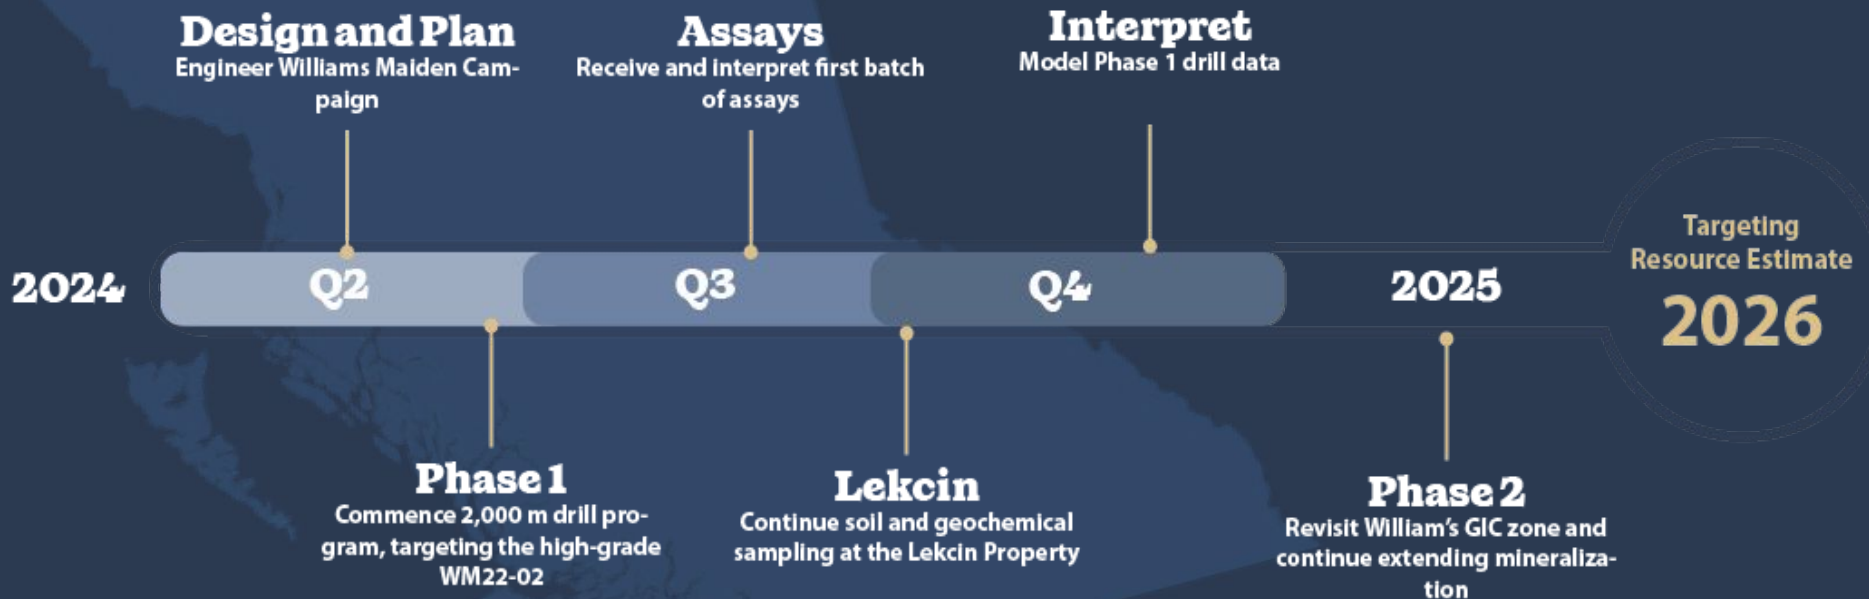 Design and Plan
Engineer Williams Maiden Cam-
paign
Assays
Receive and interpret first batch
of assays
Interpret
Model Phase 1 drill data
2024
Q2
Q3
Q4
2025
Targeting
Resource Estimate
2026
Phase 1
Commence 2,000 m drill pro-
gram, targeting the high-grade
WM22-02
Lekcin
Continue soil and geochemical
sampling at the Lekcin Property
Phase 2
Revisit William's GIC zone and
continue extending mineraliza-
tion